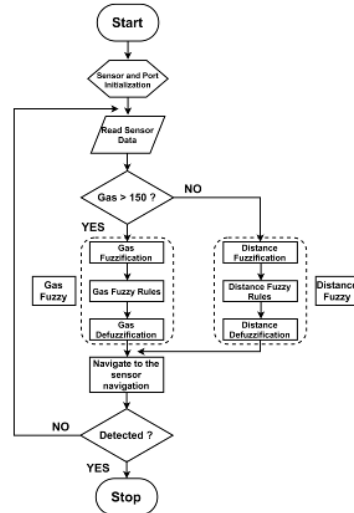 Start
Sensor and Port
Initialization
Read Sensor
Data
Gas > 150 ?
NO
YES
Gas
Fuzzification
Distance
Fuzzification
Gas
Fuzzy
Gas Fuzzy Rules
Distance Fuzzy
Rules
Distance
Fuzzy
Gas
Defuzzification
Distance
Defuzzification
Navigate to the
sensor
navigation
NO
Detected ?
YES
Stop